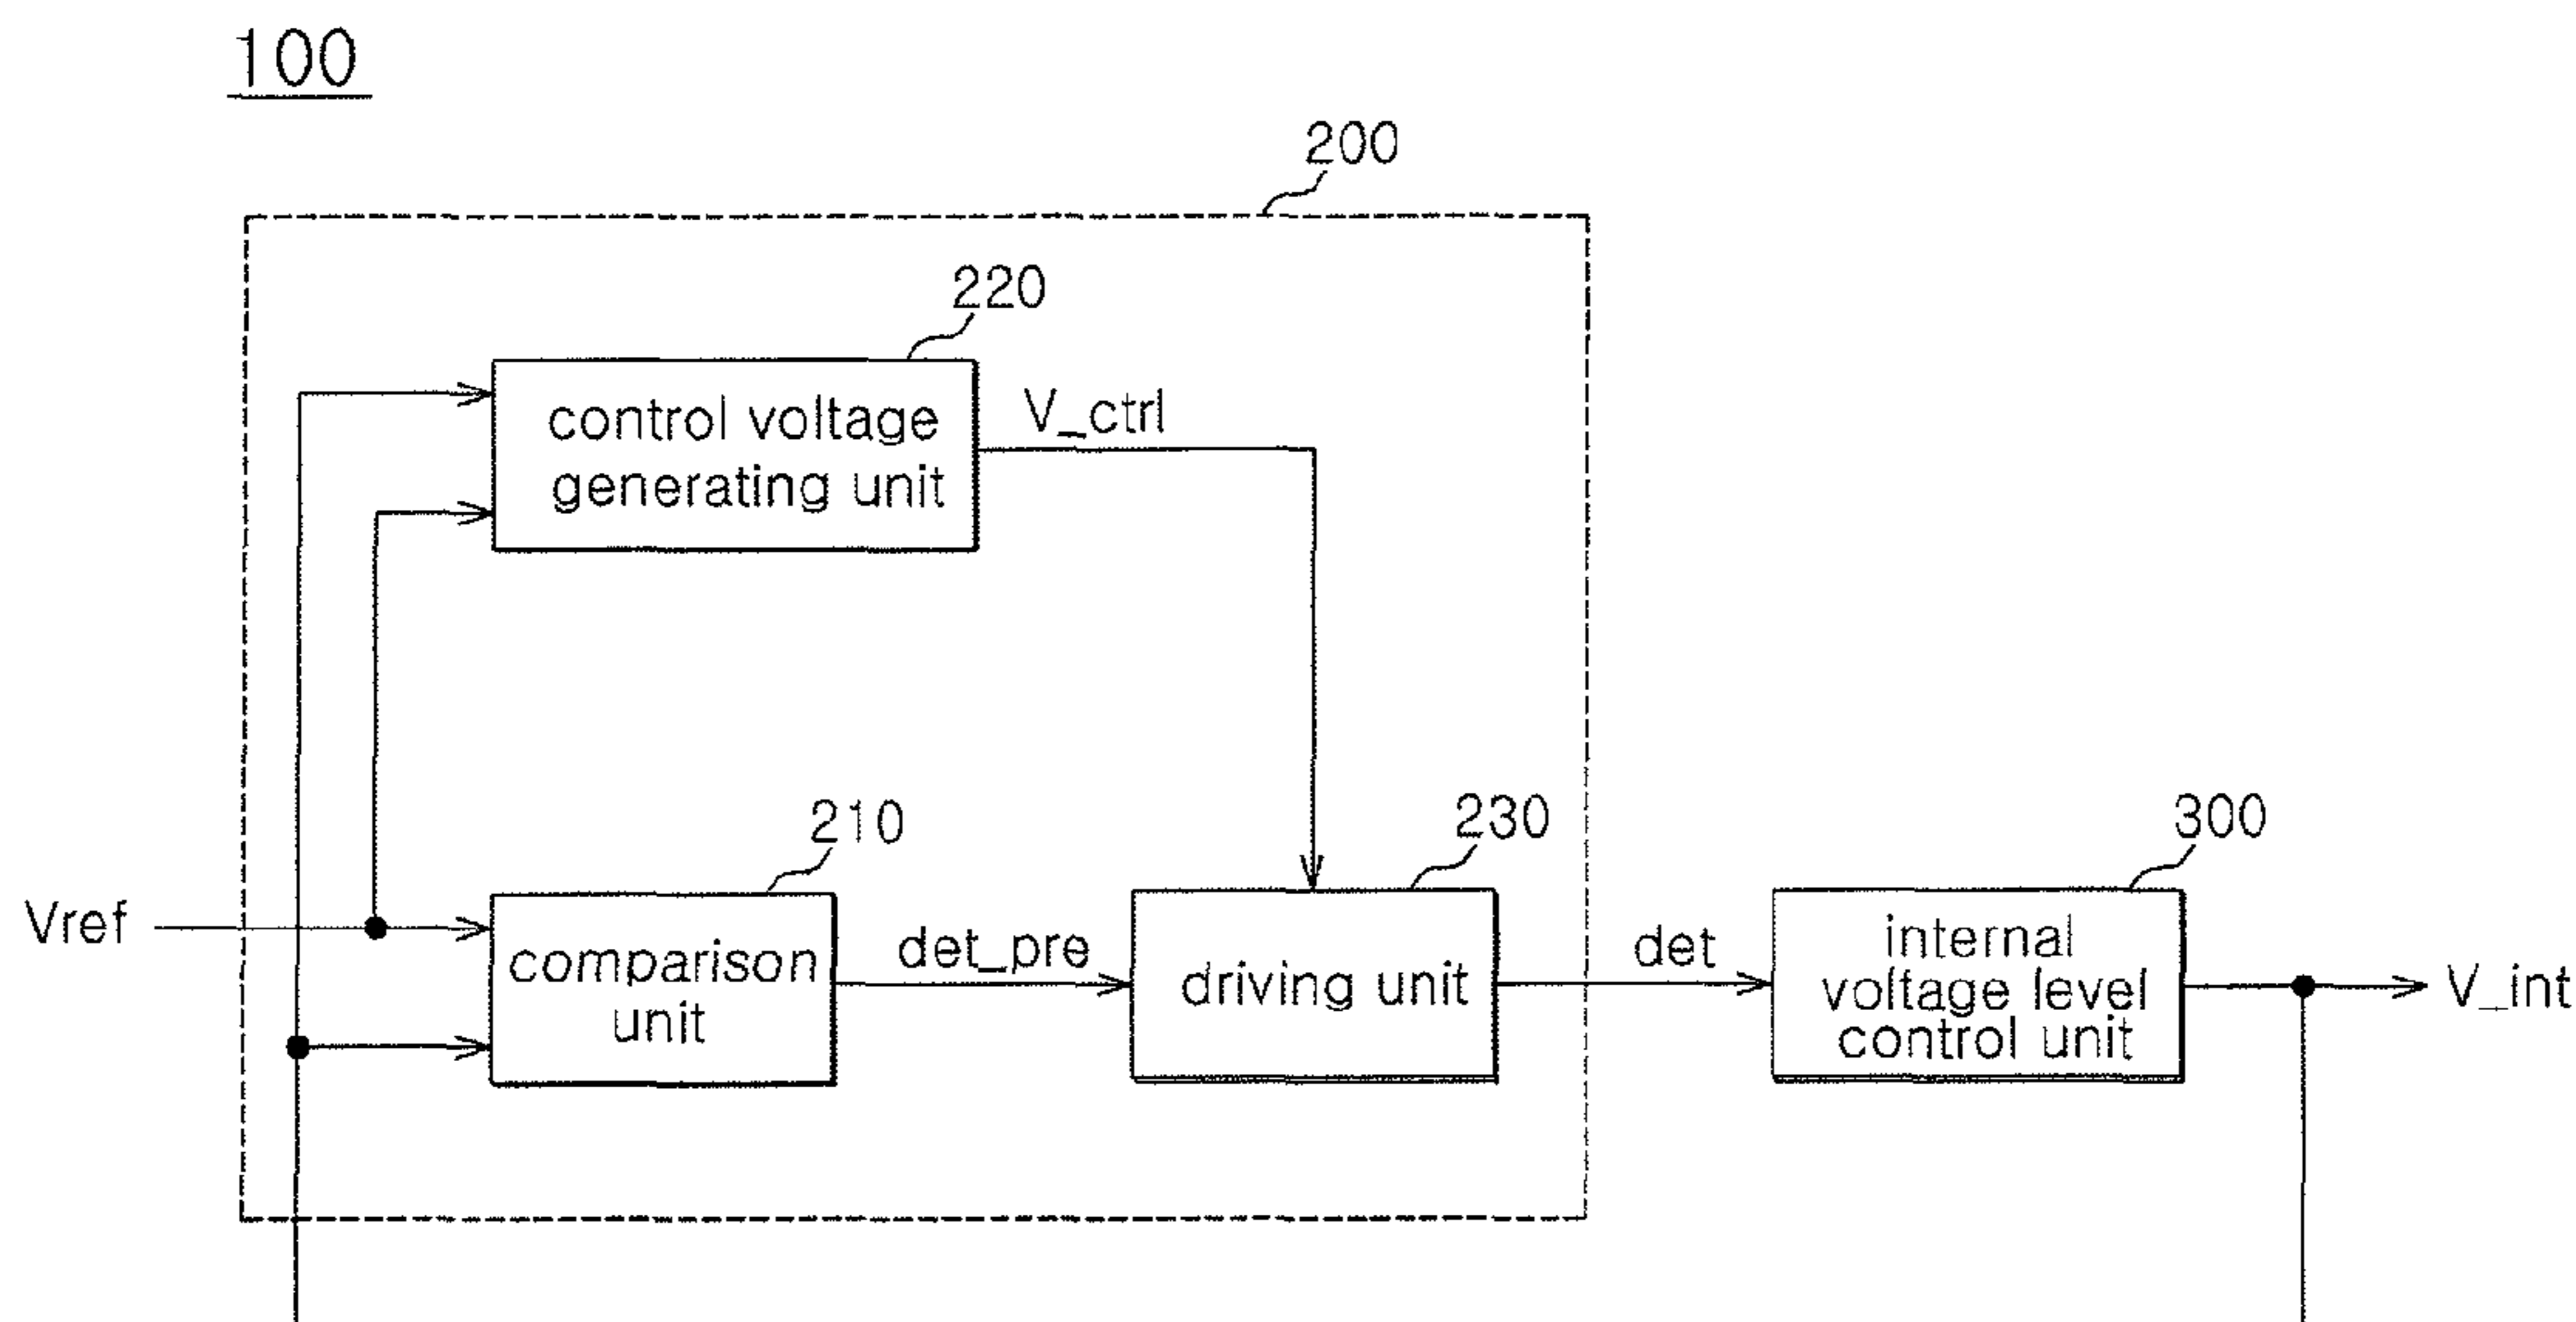 100
200
220
control voltage
generating unit
V_ctrl
210
230
300
Vref
comparison
unit
det_pre
driving unit
det
internal
voltage level
control unit
V_int